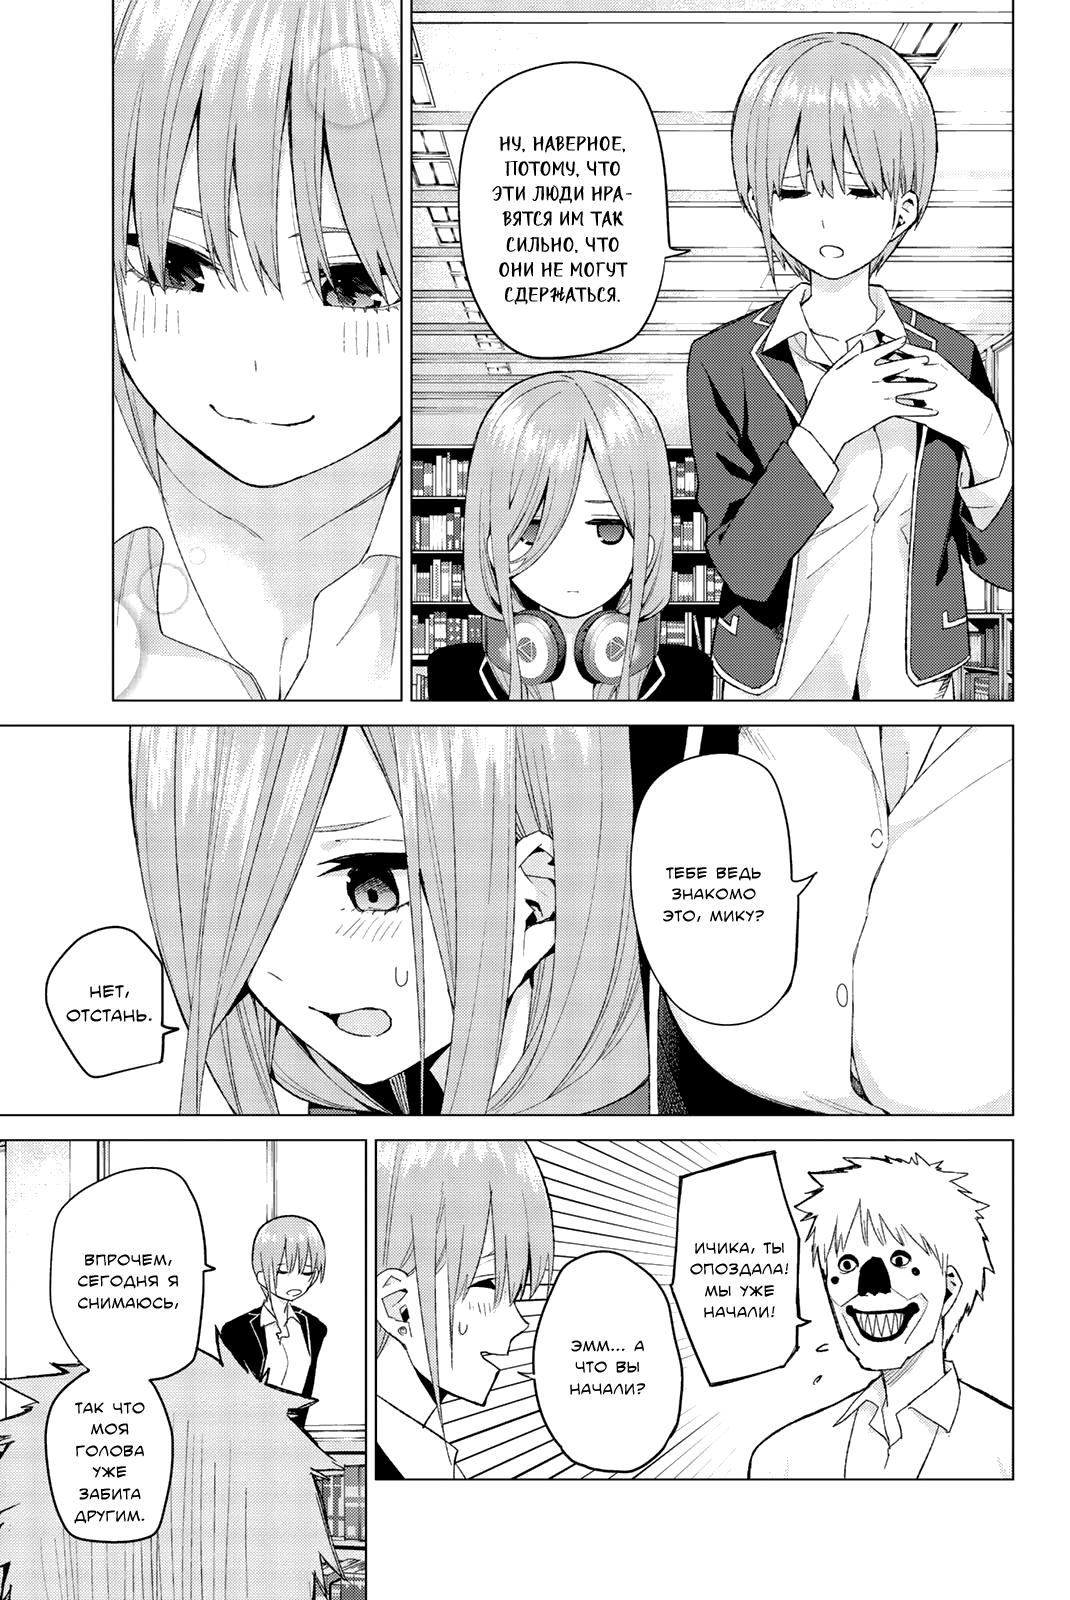 НУ, НАВЕРНОЕ,
ПОТОМУ, ЧТО
ЭТИ ЛЮДИ НРА-
ВЯТСЯ ИМ ТАК
СИЛЬНО, ЧТО
ОНИ НЕ МОГУТ
СДЕРЖАТЬСЯ.
ТЕБЕ ВЕДЬ
ЗНАКОМО
ЭТО, МИКУ?
НЕТ,
ОТСТАНЬ.
ИЧИКА, ТЫ
ОПОЗДАЛА!
МЫ УЖЕ
НАЧАЛИ!
ЭММ... А
ЧТО ВЫ
НАЧАЛИ?
ВПРОЧЕМ,
СЕГОДНЯ Я
СНИМАЮСЬ,
ТАК ЧТО
МОЯ
ГОЛОВА
УЖЕ
ЗАБИТА
ДРУГИМ.